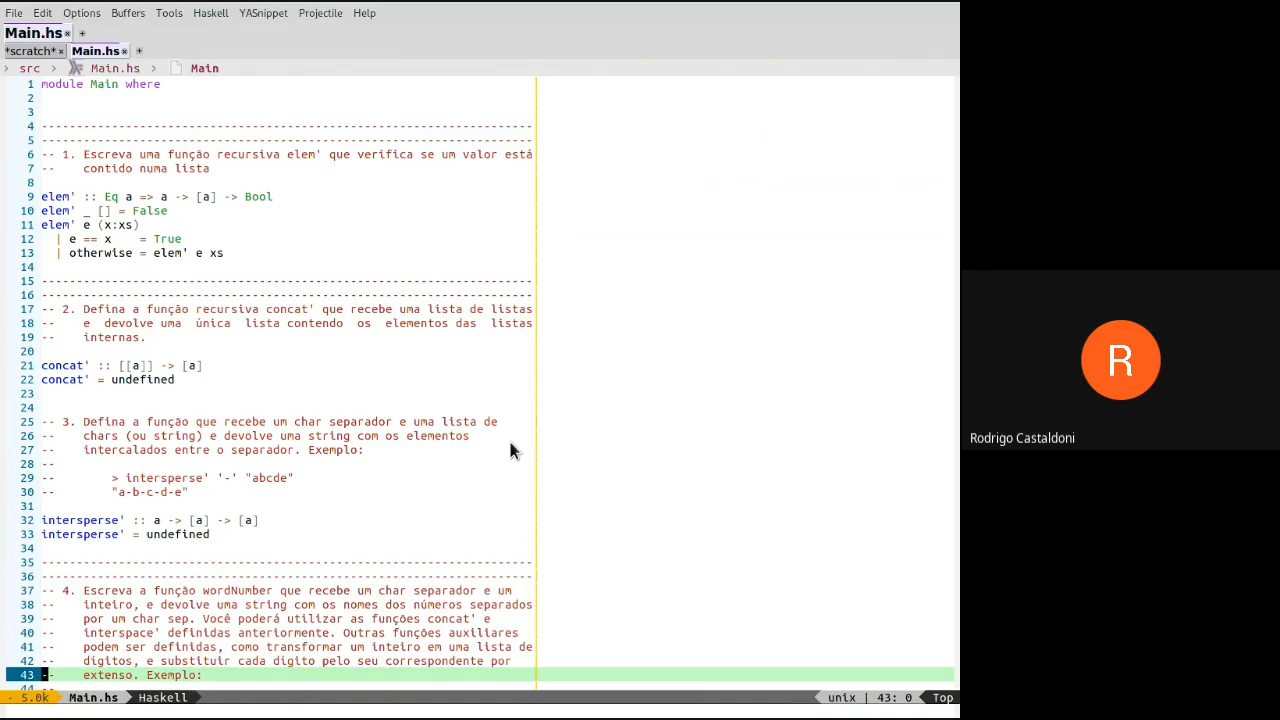 File Edit Options Buffers Tools Haskell YASnippet Projectile Help
Main.hs
*scratch* Main.hs
src Main.hs Main
1 module Main where
2
3
4 ----------------------------------------------------------------------
5 ----------------------------------------------------------------------
6 -- 1. Escreva uma função recursiva elem' que verifica se um valor está
7 -- contido numa lista
8
9 elem' :: Eq a => a -> [a] -> Bool
10 elem' _ [] = False
11 elem' e (x:xs)
12 | e == x = True
13 | otherwise = elem' e xs
14
15 ----------------------------------------------------------------------
16 ----------------------------------------------------------------------
17 -- 2. Defina a função recursiva concat' que recebe uma lista de listas
18 -- e devolve uma única lista contendo os elementos das listas
19 -- internas.
20
21 concat' :: [[a]] -> [a]
22 concat' = undefined
23
24
25 -- 3. Defina a função que recebe um char separador e uma lista de
26 -- chars (ou string) e devolve uma string com os elementos
27 -- intercalados entre o separador. Exemplo:
28 --
29 -- > intersperse' '-' "abcde"
30 -- "a-b-c-d-e"
31
32 intersperse' :: a -> [a] -> [a]
33 intersperse' = undefined
34
35 ----------------------------------------------------------------------
36 ----------------------------------------------------------------------
37 -- 4. Escreva a função wordNumber que recebe um char separador e um
38 -- inteiro, e devolve uma string com os nomes dos números separados
39 -- por um char sep. Você poderá utilizar as funções concat' e
40 -- interspace' definidas anteriormente. Outras funções auxiliares
41 -- podem ser definidas, como transformar um inteiro em uma lista de
42 -- digitos, e substituir cada digito pelo seu correspondente por
43 -- extenso. Exemplo:
44 --
- 5.0k Main.hs Haskell unix | 43: 0 Top
R
Rodrigo Castaldoni